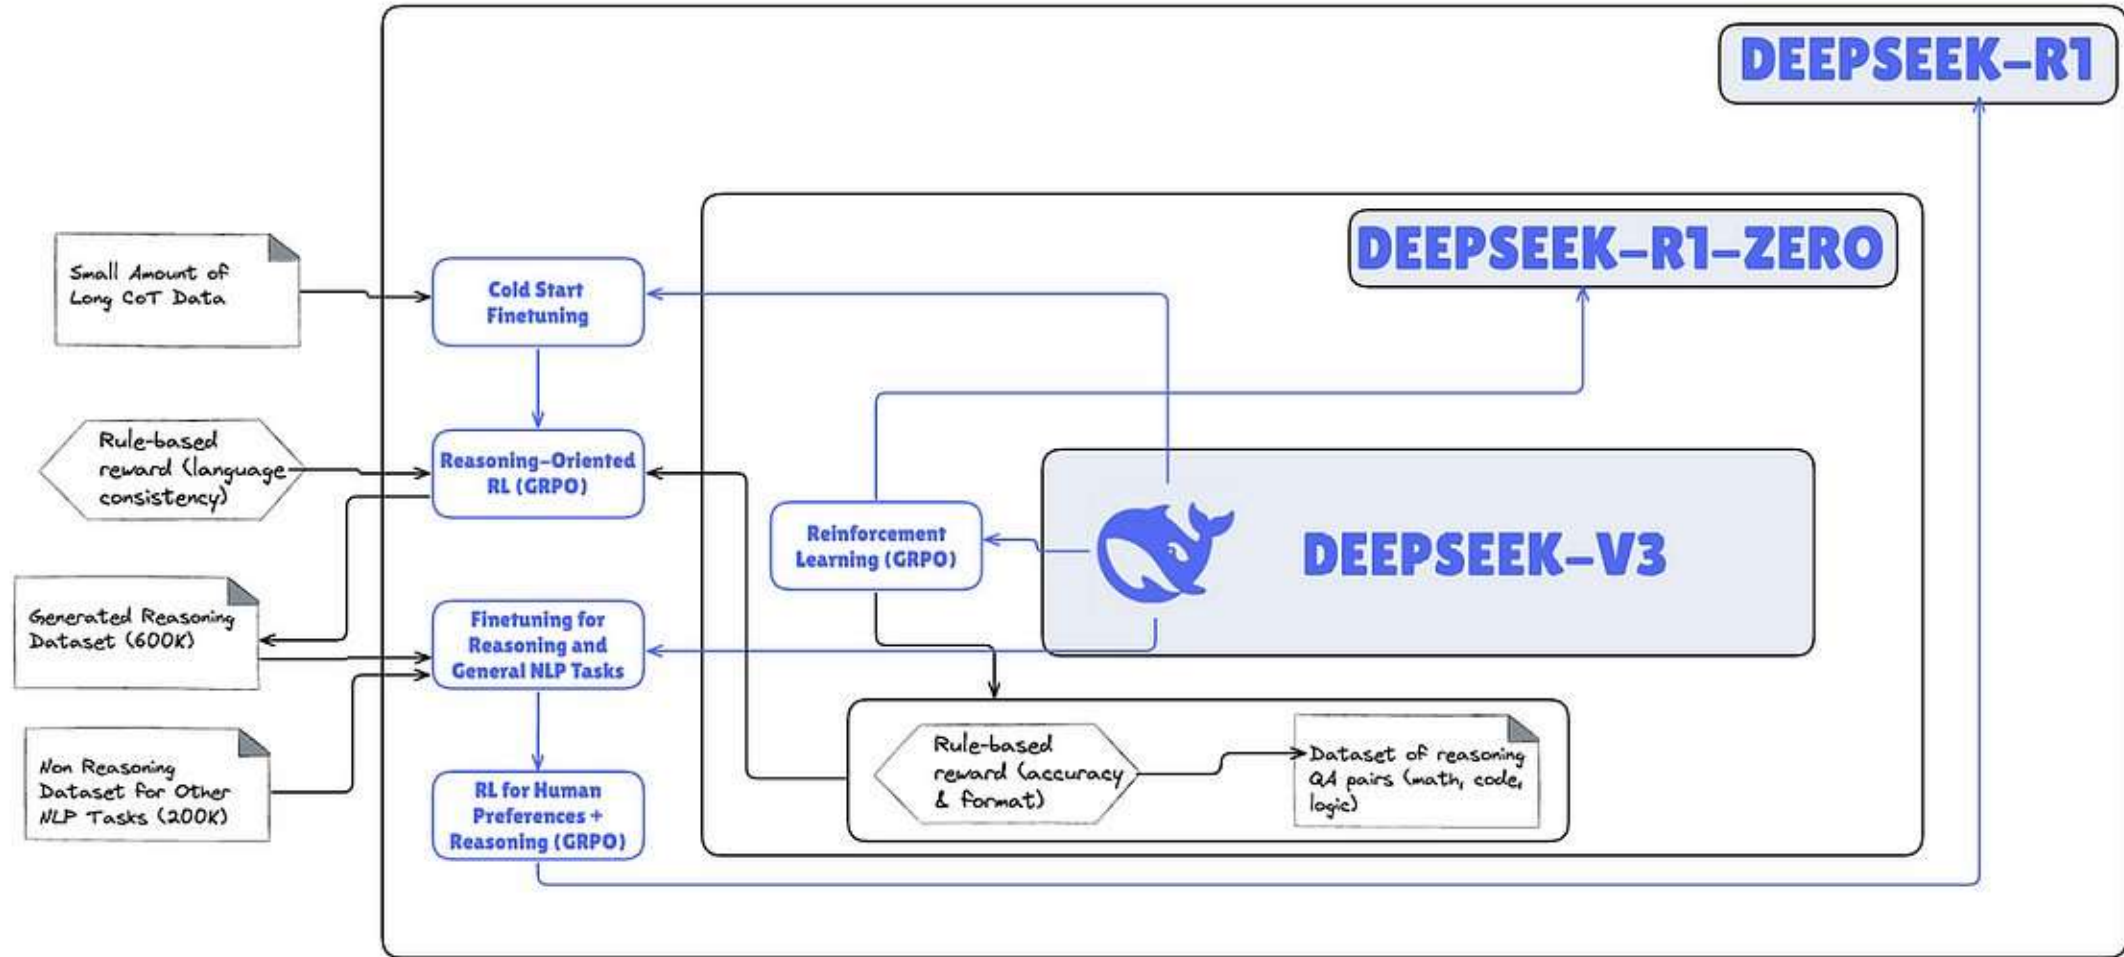 DEEPSEEK-R1
DEEPSEEK-R1-ZERO
Small Amount of
Long CoT Data
Cold Start
Finetuning
Rule-based
reward (language
consistency)
Reasoning-Oriented
RL (GRPO)
Reinforcement
Learning (GRPO)
DEEPSEEK-V3
Generated Reasoning
Dataset (600K)
Finetuning for
Reasoning and
General NLP Tasks
Non Reasoning
Dataset for Other
NLP Tasks (200K)
RL for Human
Preferences +
Reasoning (GRPO)
Rule-based
reward (accuracy
& format)
Dataset of reasoning
QA pairs (math, code,
logic)